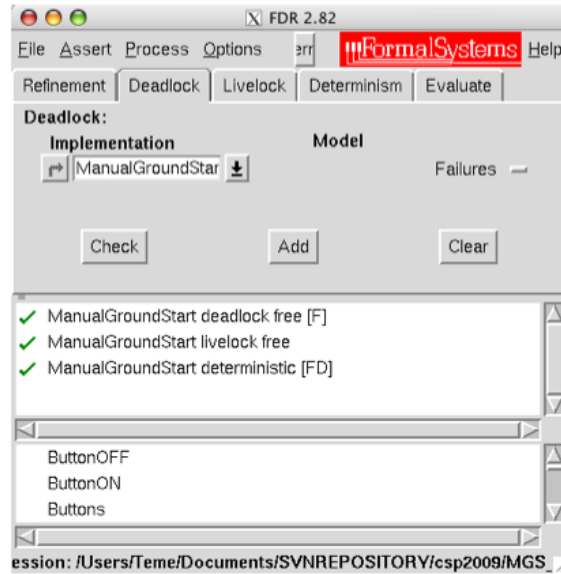 X FDR 2.82
File Assert Process Options err FormalSystems Help
Refinement Deadlock Livelock Determinism Evaluate
Deadlock:
Implementation Model
ManualGroundStar Failures
Check Add Clear
ManualGroundStart deadlock free [F]
ManualGroundStart livelock free
ManualGroundStart deterministic [FD]
ButtonOFF
ButtonON
Buttons
ession: /Users/Teme/Documents/SVNREPOSITORY/csp2009/MGS_